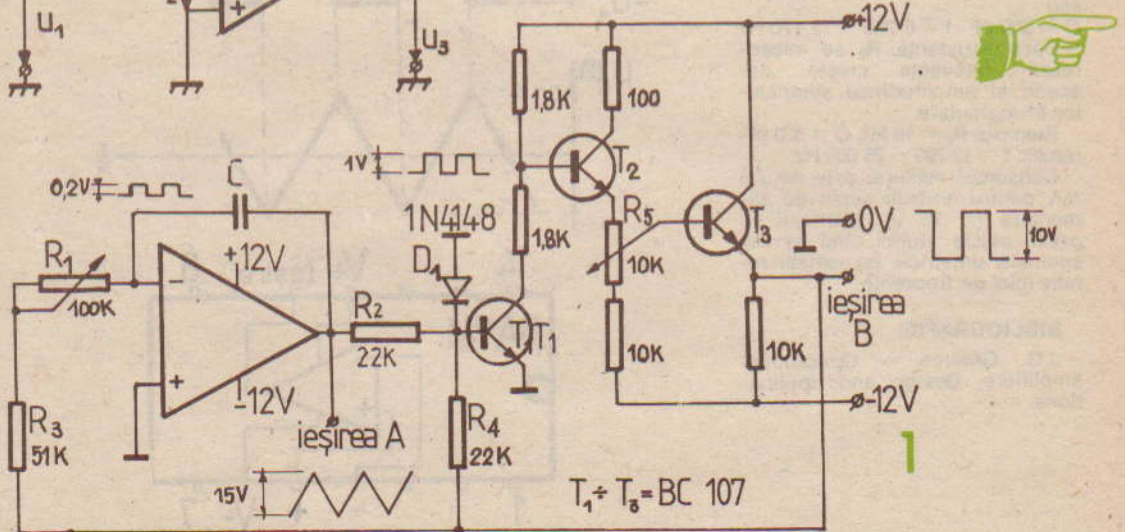 u₁
+
u₃
⌀+12V
1,8K
100
1V
T₂
0,2V
C
1N4148
1,8K
R₅
T₃
⌀0V
10V
R₁
+12V
D₁
10K
ieșirea
B
100K
−
R₂
T₁
22K
10K
10K
+
−12V
⌀-12V
R₃
51K
ieșirea A
R₄
22K
1
15V
T₁ ÷ T₃ = BC 107